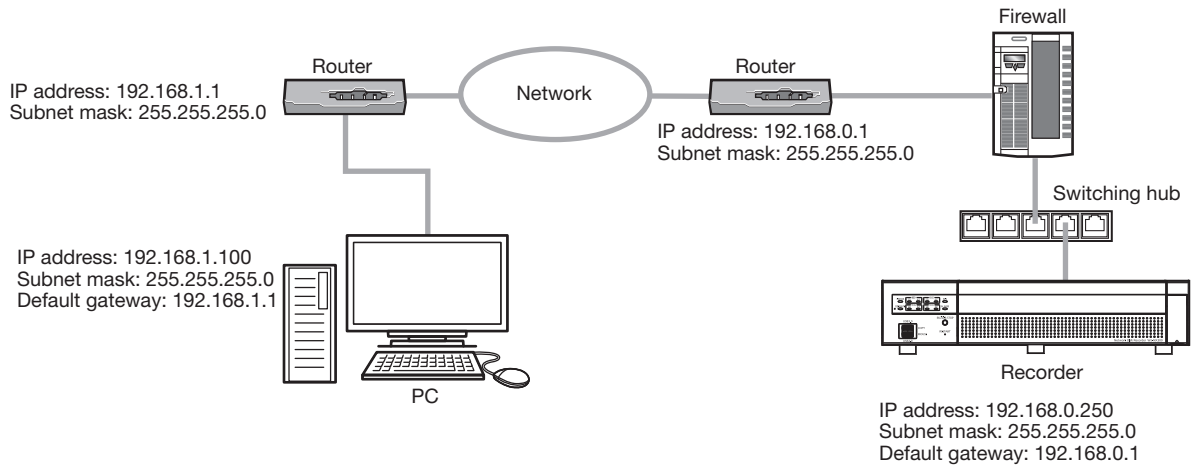 Firewall
Router
IP address: 192.168.1.1
Subnet mask: 255.255.255.0
Network
Router
IP address: 192.168.0.1
Subnet mask: 255.255.255.0
Switching hub
IP address: 192.168.1.100
Subnet mask: 255.255.255.0
Default gateway: 192.168.1.1
PC
Recorder
IP address: 192.168.0.250
Subnet mask: 255.255.255.0
Default gateway: 192.168.0.1